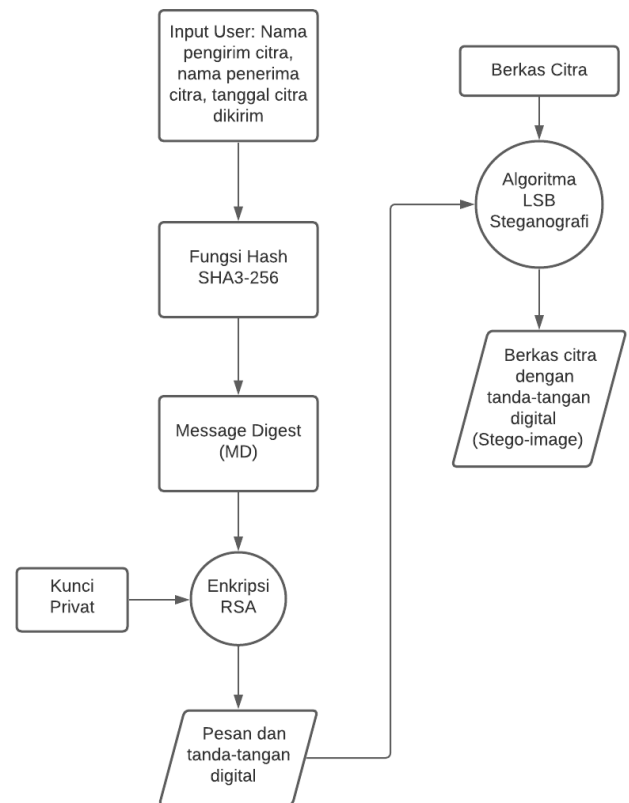 Input User: Nama
pengirim citra,
nama penerima
citra, tanggal citra
dikirim
Fungsi Hash
SHA3-256
Message Digest
(MD)
Kunci
Privat
Enkripsi
RSA
Pesan dan
tanda-tangan
digital
Berkas Citra
Algoritma
LSB
Steganografi
Berkas citra
dengan
tanda-tangan
digital
(Stego-image)